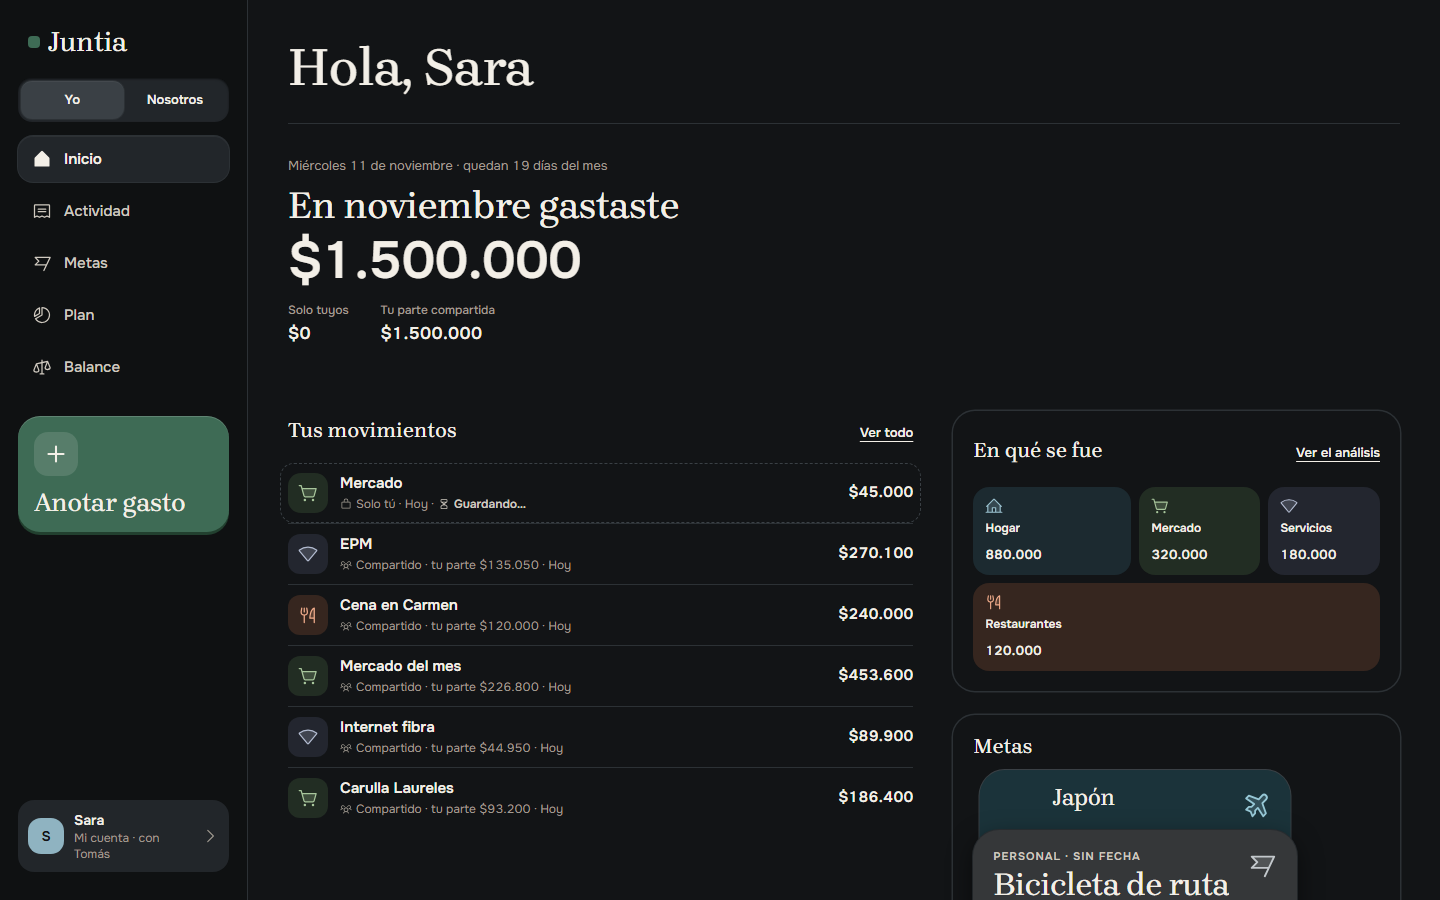 Juntia
Yo
Nosotros
Inicio
Actividad
Metas
Plan
Balance
Anotar gasto
S
Sara
Mi cuenta · con
Tomás
Hola, Sara
Miércoles 11 de noviembre · quedan 19 días del mes
En noviembre gastaste
$1.500.000
Solo tuyos
$0
Tu parte compartida
$1.500.000
Tus movimientos
Ver todo
Mercado
Solo tú · Hoy · Guardando...
$45.000
EPM
Compartido · tu parte $135.050 · Hoy
$270.100
Cena en Carmen
Compartido · tu parte $120.000 · Hoy
$240.000
Mercado del mes
Compartido · tu parte $226.800 · Hoy
$453.600
Internet fibra
Compartido · tu parte $44.950 · Hoy
$89.900
Carulla Laureles
Compartido · tu parte $93.200 · Hoy
$186.400
En qué se fue
Ver el análisis
Hogar
880.000
Mercado
320.000
Servicios
180.000
Restaurantes
120.000
Metas
Japón
PERSONAL · SIN FECHA
Bicicleta de ruta